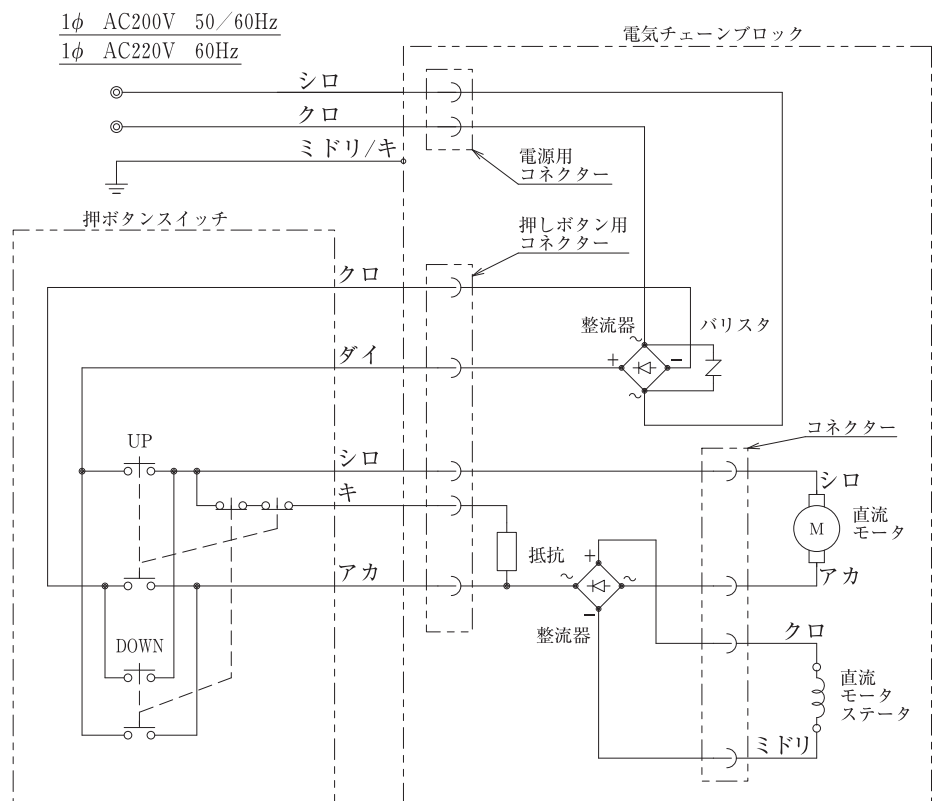 1φ AC200V 50/60Hz
1φ AC220V 60Hz
電気チェーンブロック
シロ
クロ
ミドリ/キ
電源用
コネクター
押ボタンスイッチ
押しボタン用
コネクター
クロ
整流器
バリスタ
~
+
−
~
ダイ
コネクター
UP
シロ
シロ
キ
M
直流
モータ
抵抗
+
~
~
−
アカ
アカ
整流器
クロ
DOWN
直流
モータ
ステータ
ミドリ